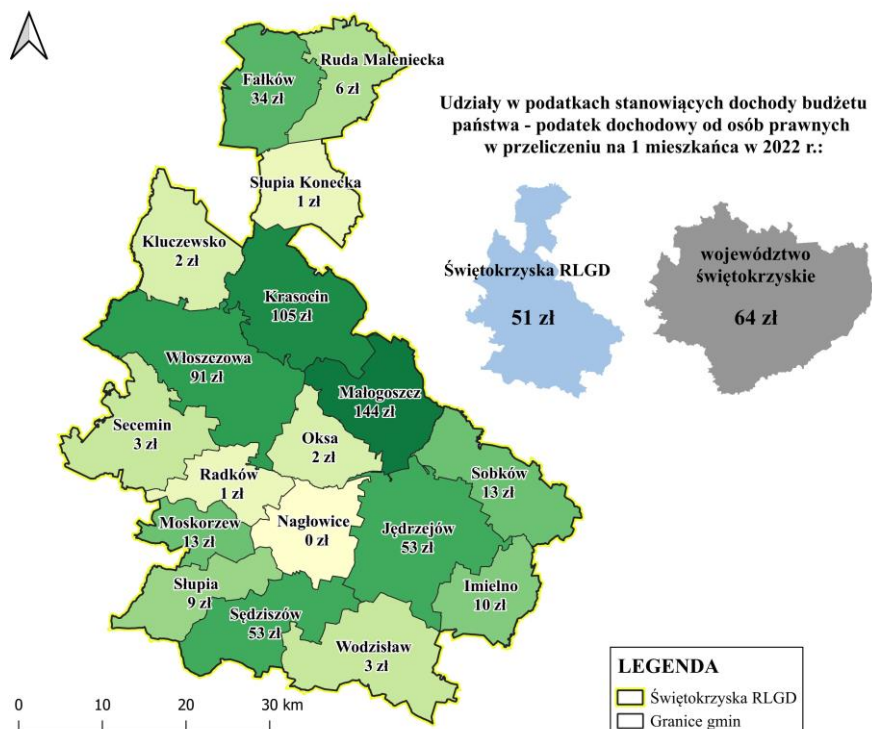 Ruda Maleniecka
6 zł
Fałków
34 zł
Udziały w podatkach stanowiących dochody budżetu
państwa - podatek dochodowy od osób prawnych
w przeliczeniu na 1 mieszkańca w 2022 r.:
Słupia Konecka
1 zł
Kluczewsko
2 zł
Świętokrzyska RLGD
51 zł
województwo
świętokrzyskie
64 zł
Krasocin
105 zł
Włoszczowa
91 zł
Małogoszcz
144 zł
Secemin
3 zł
Oksa
2 zł
Radków
1 zł
Sobków
13 zł
Moskorzew
13 zł
Nagłowice
0 zł
Jędrzejów
53 zł
Słupia
9 zł
Imielno
10 zł
Sędziszów
53 zł
Wodzisław
3 zł
LEGENDA
Świętokrzyska RLGD
Granice gmin
0 10 20 30 km